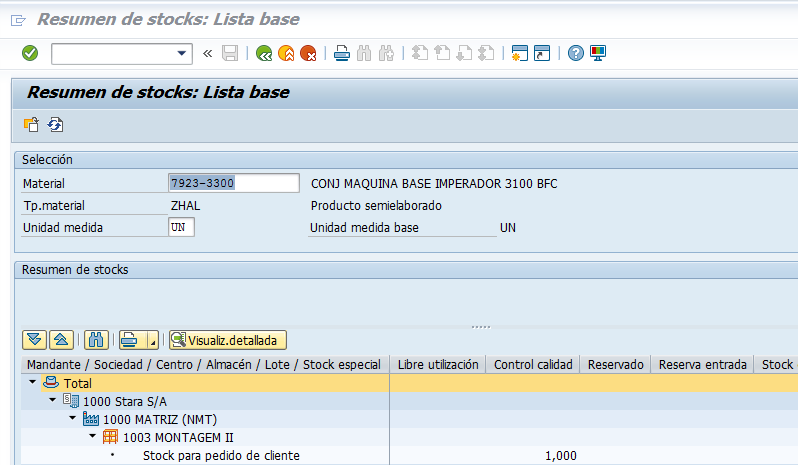 Resumen de stocks: Lista base
Resumen de stocks: Lista base
Selección
Material 7923-3300 CONJ MAQUINA BASE IMPERADOR 3100 BFC
Tp.material ZHAL Producto semielaborado
Unidad medida UN Unidad medida base UN
Resumen de stocks
Visualiz.detallada
Mandante / Sociedad / Centro / Almacén / Lote / Stock especial Libre utilización Control calidad Reservado Reserva entrada Stock
Total
1000 Stara S/A
1000 MATRIZ (NMT)
1003 MONTAGEM II
Stock para pedido de cliente 1,000